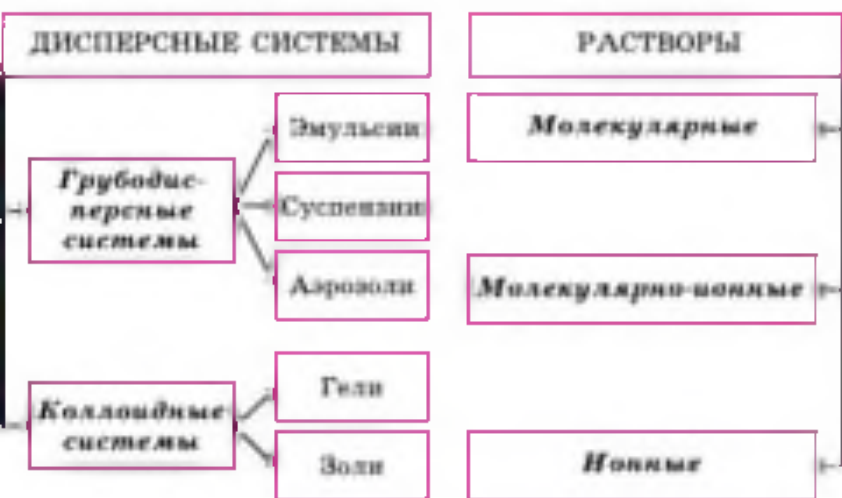 ДИСПЕРСНЫЕ СИСТЕМЫ
РАСТВОРЫ
Грубодис-
персные
системы
Эмульсии
Суспензии
Аэрозоли
Коллоидные
системы
Гели
Золи
Молекулярные
Молекулярно-ионные
Ионные